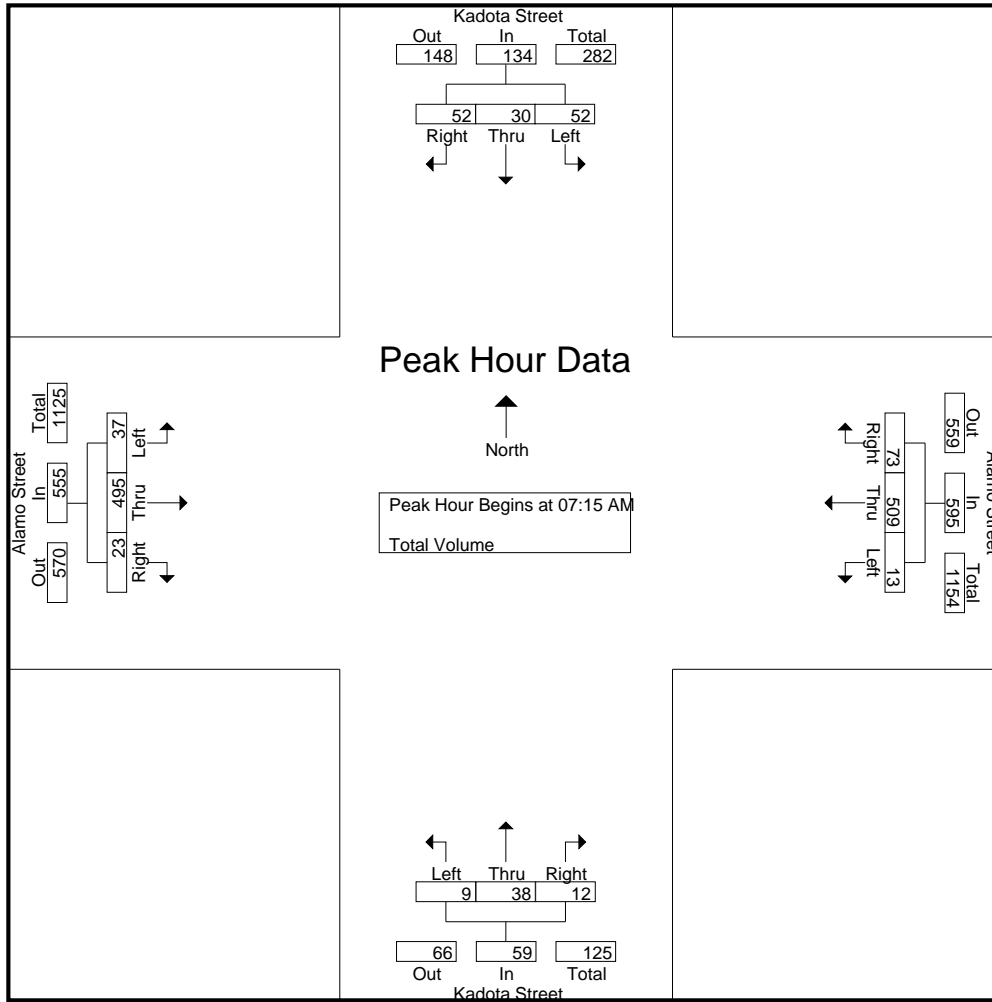 Kadota Street
Out In Total
148 134 282
52 30 52
Right Thru Left
Peak Hour Data
North
Peak Hour Begins at 07:15 AM
Total Volume
Alamo Street
Out In Total
570 555 1125
23 495 37
Right Thru Left
Alamo Street
Out In Total
559 595 1154
73 509 13
Right Thru Left
Left Thru Right
9 38 12
66 59 125
Out In Total
Kadota Street